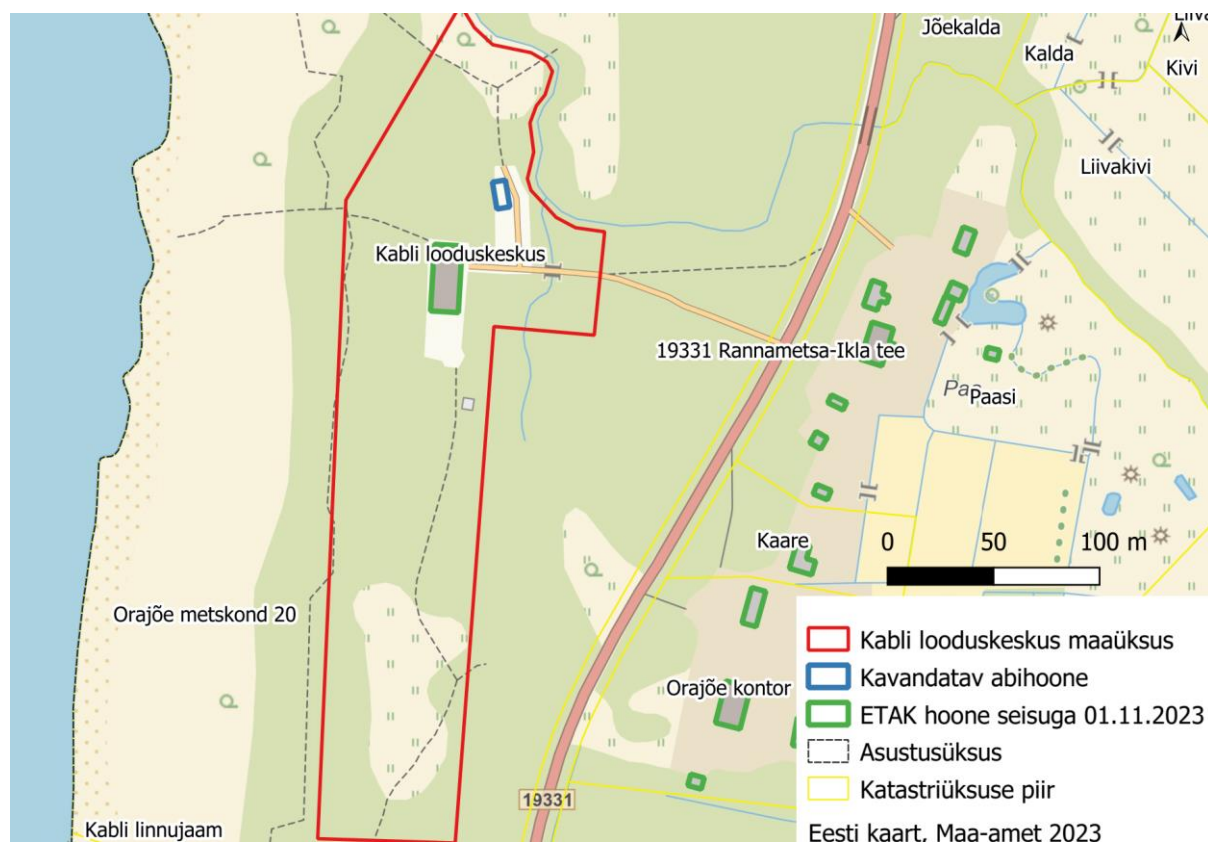 Jõekalda
Kalda
Kivi
Liivakivi
Kabli looduskeskus
19331 Rannametsa-Ikla tee
Paasi
Kaare
0 50 100 m
Orajõe metskond 20
Kabli looduskeskus maaüksus
Kavandatav abihoone
Orajõe kontor
ETAK hoone seisuga 01.11.2023
Asustusüksus
19331
Katastriüksuse piir
Kabli linnujaam
Eesti kaart, Maa-amet 2023